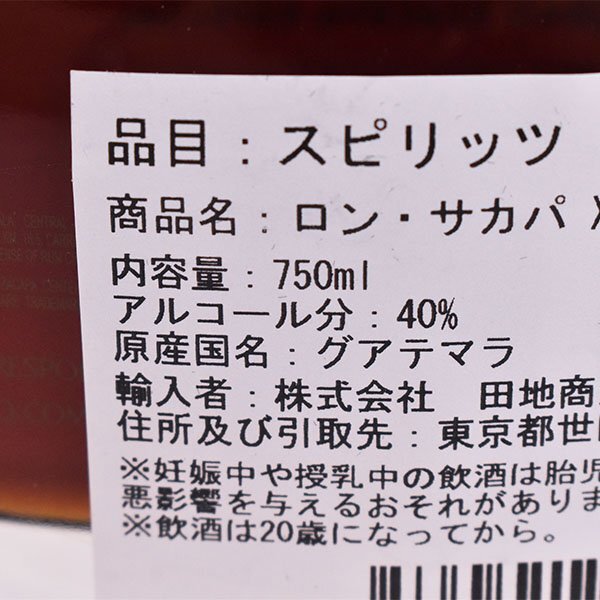 品目：スピリッツ
商品名：ロン・サカパ X
内容量：750ml
アルコール分：40%
原産国名：グアテマラ
輸入者：株式会社　田地商
住所及び引取先：東京都世
※妊娠中や授乳中の飲酒は胎児
悪影響を与えるおそれがありま
※飲酒は20歳になってから。
CENTRAL